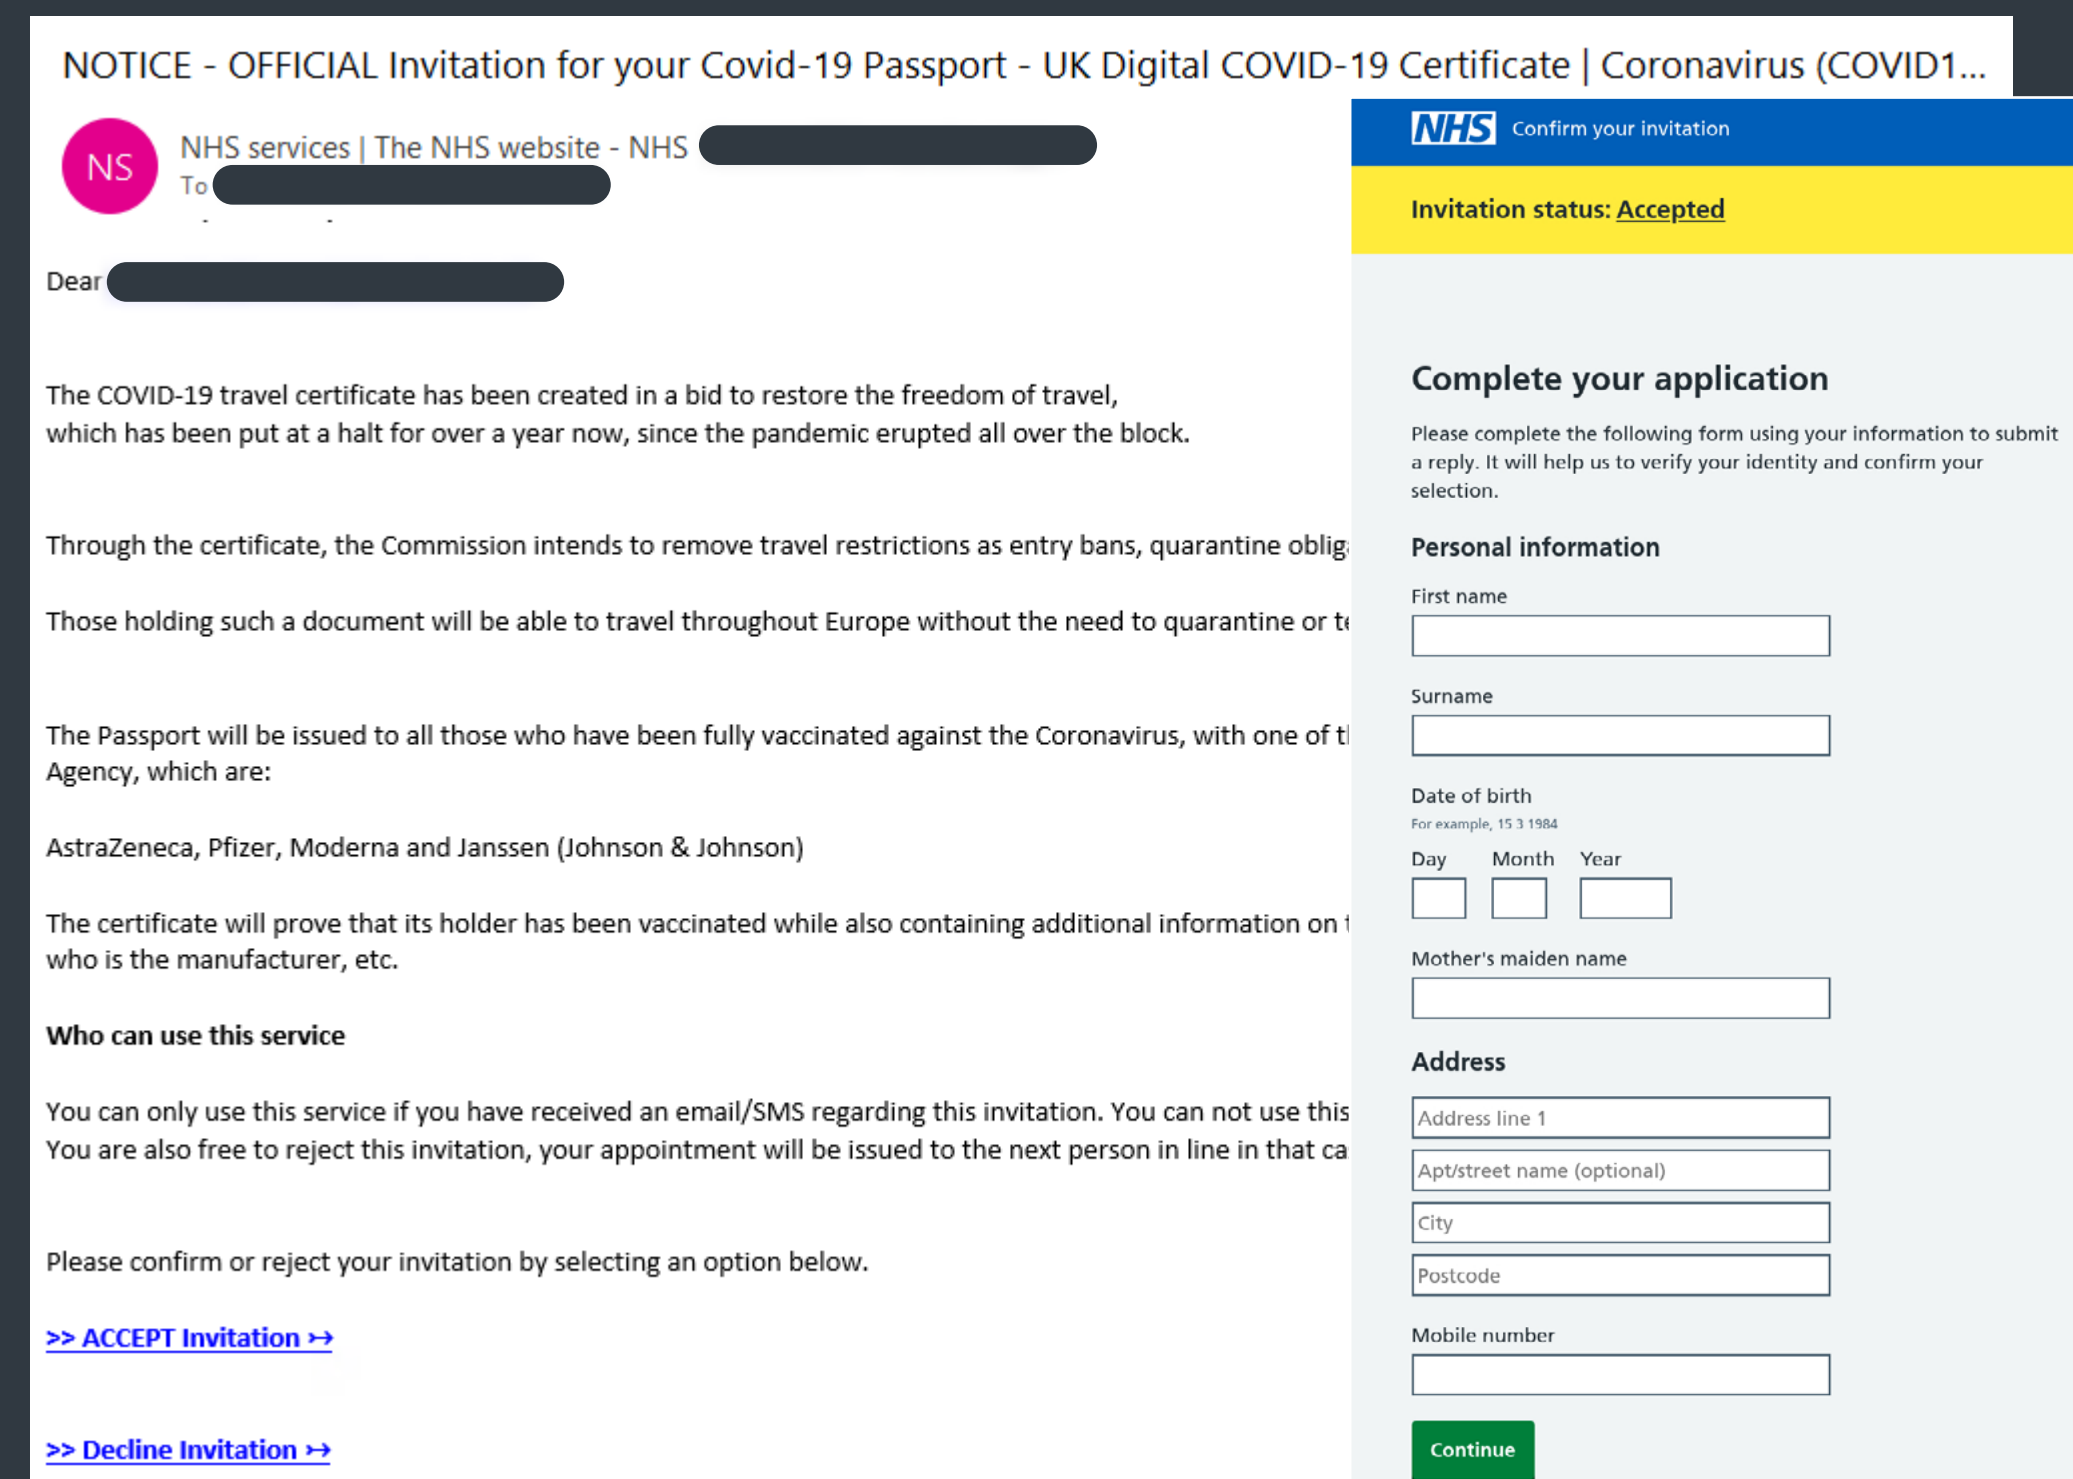 NOTICE - OFFICIAL Invitation for your Covid-19 Passport - UK Digital COVID-19 Certificate | Coronavirus (COVID1...
NS
NHS services | The NHS website - NHS
To
Dear
The COVID-19 travel certificate has been created in a bid to restore the freedom of travel,
which has been put at a halt for over a year now, since the pandemic erupted all over the block.
Through the certificate, the Commission intends to remove travel restrictions as entry bans, quarantine
Those holding such a document will be able to travel throughout Europe without the need to quarantine or
The Passport will be issued to all those who have been fully vaccinated against the Coronavirus, with one of
Agency, which are:
AstraZeneca, Pfizer, Moderna and Janssen (Johnson & Johnson)
The certificate will prove that its holder has been vaccinated while also containing additional information on
who is the manufacturer, etc.
Who can use this service
You can only use this service if you have received an email/SMS regarding this invitation. You can not use this
You are also free to reject this invitation, your appointment will be issued to the next person in line in that
Please confirm or reject your invitation by selecting an option below.
>> ACCEPT Invitation ↣
>> Decline Invitation ↣
NHS Confirm your invitation
Invitation status: Accepted
Complete your application
Please complete the following form using your information to submit
a reply. It will help us to verify your identity and confirm your
selection.
Personal information
First name
Surname
Date of birth
For example, 15 3 1984
Day Month Year
Mother's maiden name
Address
Address line 1
Apt/street name (optional)
City
Postcode
Mobile number
Continue